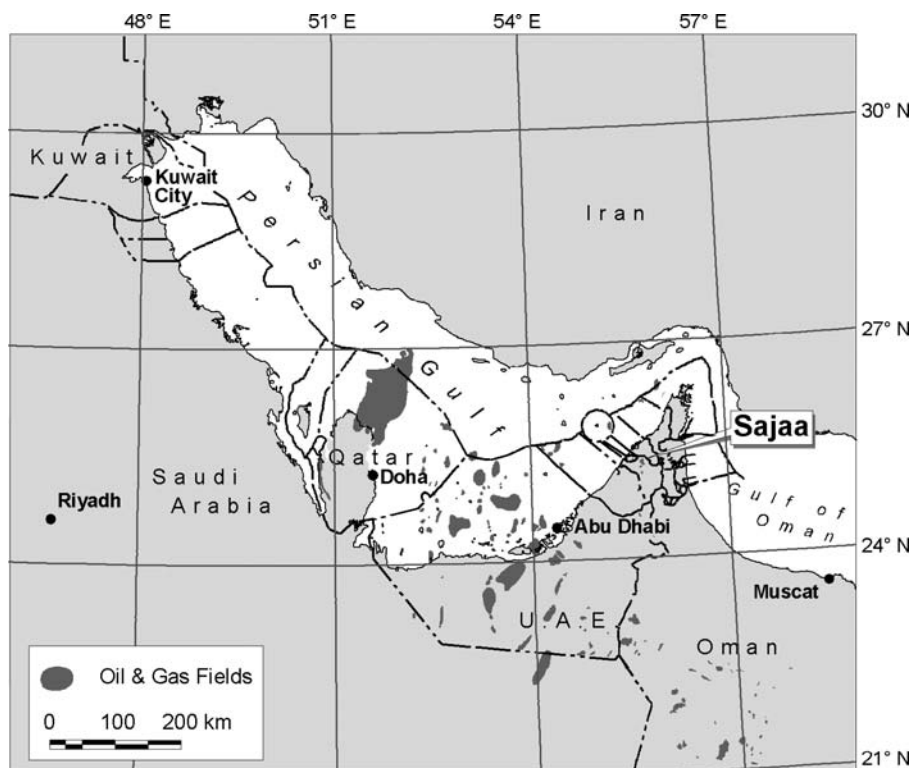 48° E 51° E 54° E 57° E
30° N
Kuwait
Kuwait
City
Iran
Persian
Gulf
27° N
Sajaa
Qatar
Doha
Saudi
Arabia
Riyadh
Abu Dhabi
Gulf of
Oman
24° N
Muscat
U.A.E
Oman
Oil & Gas Fields
0 100 200 km
21° N